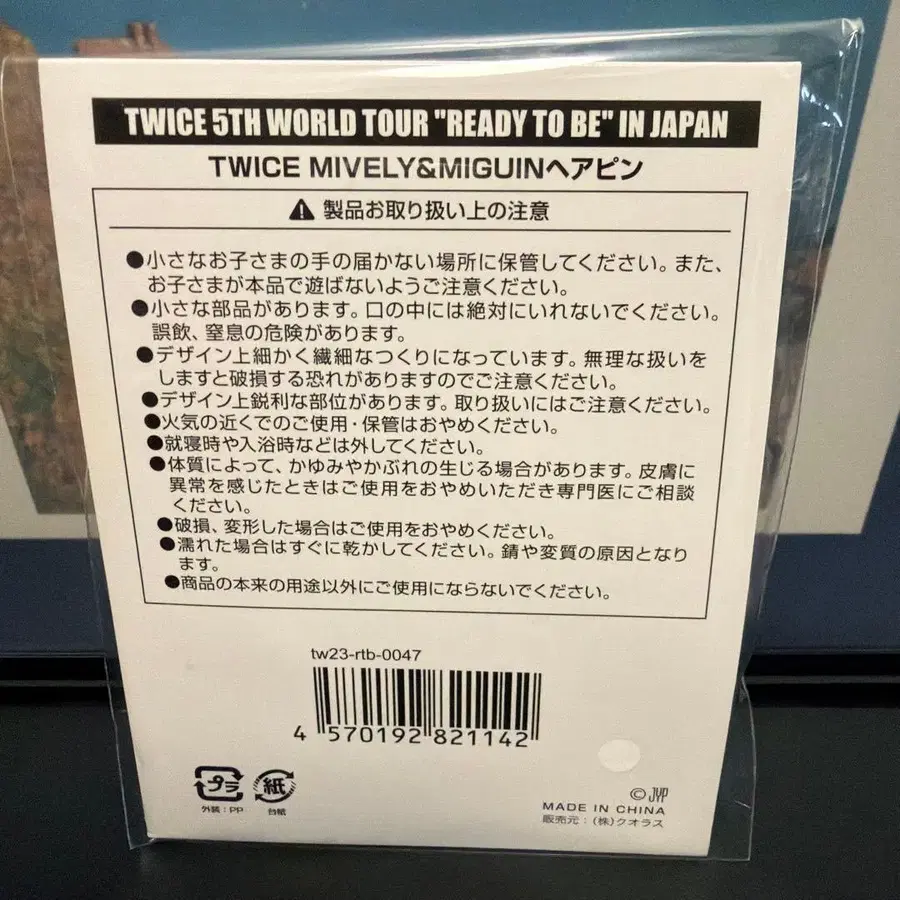 TWICE 5TH WORLD TOUR "READY TO BE" IN JAPAN
TWICE MIVELY&MIGUINヘアピン
製品お取り扱い上の注意
●小さなお子さまの手の届かない場所に保管してください。また、
お子さまが本品で遊ばないようご注意ください。
●小さな部品があります。口の中には絶対にいれないでください。
誤飲、窒息の危険があります。
●デザイン上細かく繊細なつくりになっています。無理な扱いを
しますと破損する恐れがありますのでご注意ください。
●デザイン上鋭利な部位があります。取り扱いにはご注意ください。
●火気の近くでのご使用・保管はおやめください。
●就寝時や入浴時などは外してください。
●体質によって、かゆみやかぶれの生じる場合があります。皮膚に
異常を感じたときはご使用をおやめいただき専門医にご相談
ください。
●破損、変形した場合はご使用をおやめください。
●濡れた場合はすぐに乾かしてください。錆や変質の原因となり
ます。
●商品の本来の用途以外にご使用にならないでください。
tw23-rtb-0047
4 570192 821142
プラ 紙
外装：PP 台紙
© JYP
MADE IN CHINA
販売元：(株)クオラス